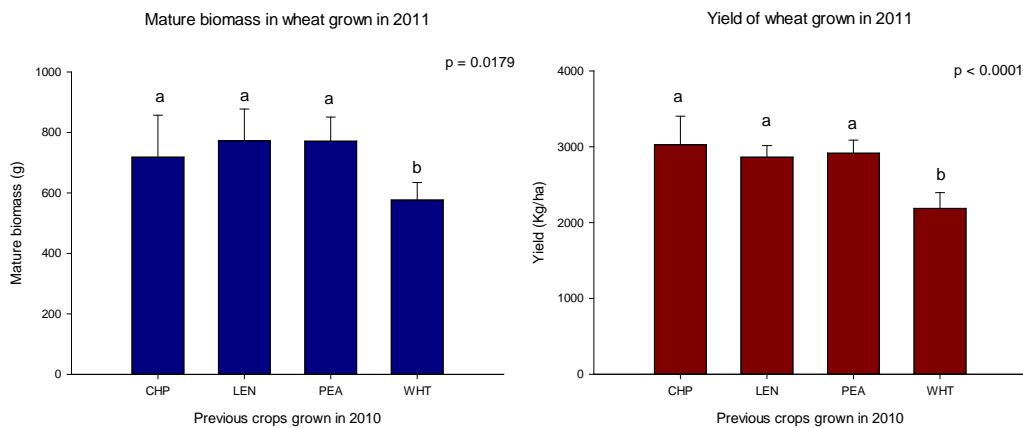 Mature biomass in wheat grown in 2011
p = 0.0179
Mature biomass (g)
1000
800
600
400
200
0
a
a
a
b
CHP LEN PEA WHT
Previous crops grown in 2010
Yield of wheat grown in 2011
p < 0.0001
Yield (Kg/ha)
4000
3000
2000
1000
0
a
a
a
b
CHP LEN PEA WHT
Previous crops grown in 2010